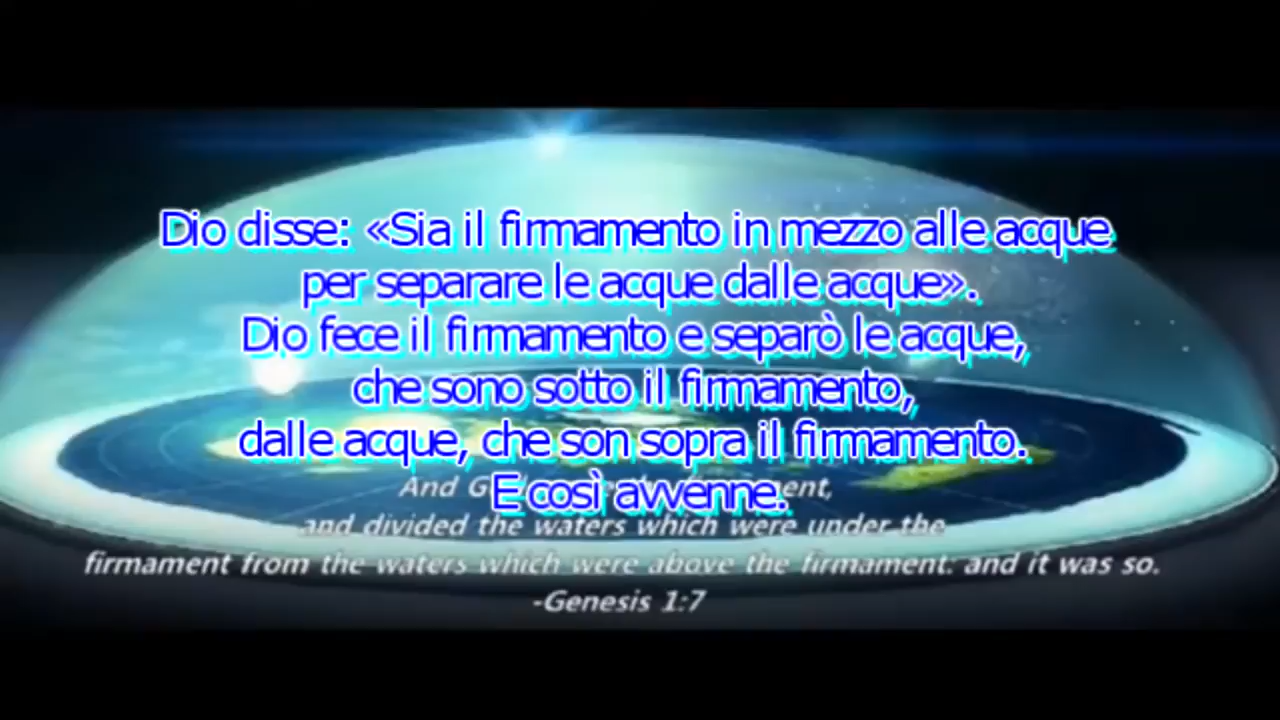 Dio disse: «Sia il firmamento in mezzo alle acque
per separare le acque dalle acque».
Dio fece il firmamento e separò le acque,
che sono sotto il firmamento,
dalle acque, che son sopra il firmamento.
E così avvenne.
And
and divided the waters which were under the
firmament from the waters which were above the firmament: and it was so.
-Genesis 1:7